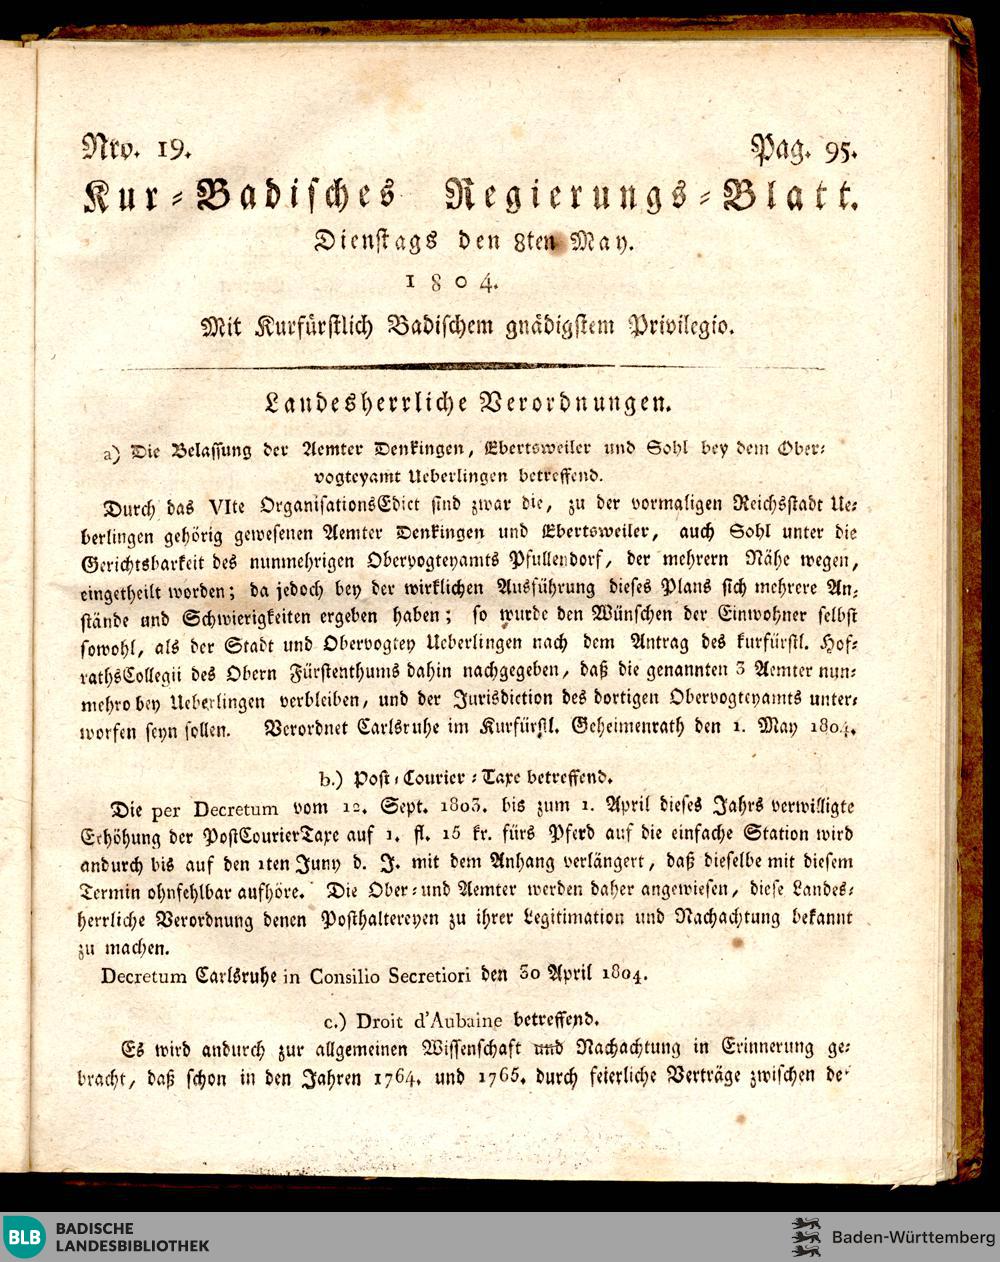 Nro. 19. Pag. 95.
Kur-Badisches Regierungs-Blatt.
Dienstags den 8ten May.
1804.
Mit Kurfürstlich Badischem gnädigstem Privilegio.
Landesherrliche Verordnungen.
a) Die Belassung der Aemter Denkingen, Ebertsweiler und Sohl bey dem Ober-
vogteyamt Ueberlingen betreffend.
Durch das VIte OrganisationsEdict sind zwar die, zu der vormaligen Reichsstadt Ue-
berlingen gehörig gewesenen Aemter Denkingen und Ebertsweiler, auch Sohl unter die
Gerichtsbarkeit des nunmehrigen Obervogteyamts Pfullendorf, der mehrern Nähe wegen,
eingetheilt worden; da jedoch bey der wirklichen Ausführung dieses Plans sich mehrere An-
stände und Schwierigkeiten ergeben haben; so wurde den Wünschen der Einwohner selbst
sowohl, als der Stadt und Obervogtey Ueberlingen nach dem Antrag des kurfürstl. Hof-
rathsCollegii des Obern Fürstenthums dahin nachgegeben, daß die genannten 3 Aemter nun-
mehro bey Ueberlingen verbleiben, und der Jurisdiction des dortigen Obervogteyamts unter-
worfen seyn sollen. Verordnet Carlsruhe im Kurfürstl. Geheimenrath den 1. May 1804.
b.) Post-Courier-Taxe betreffend.
Die per Decretum vom 12. Sept. 1803. bis zum 1. April dieses Jahrs verwilligte
Erhöhung der PostCourierTaxe auf 1. fl. 15 kr. fürs Pferd auf die einfache Station wird
andurch bis auf den 1ten Juny d. J. mit dem Anhang verlängert, daß dieselbe mit diesem
Termin ohnfehlbar aufhöre. Die Ober- und Aemter werden daher angewiesen, diese Landes-
herrliche Verordnung denen Posthaltereyen zu ihrer Legitimation und Nachachtung bekannt
zu machen.
Decretum Carlsruhe in Consilio Secretiori den 30 April 1804.
c.) Droit d'Aubaine betreffend.
Es wird andurch zur allgemeinen Wissenschaft und Nachachtung in Erinnerung ge-
bracht, daß schon in den Jahren 1764. und 1765. durch feierliche Verträge zwischen de
BLB BADISCHE
LANDESBIBLIOTHEK
Baden-Württemberg